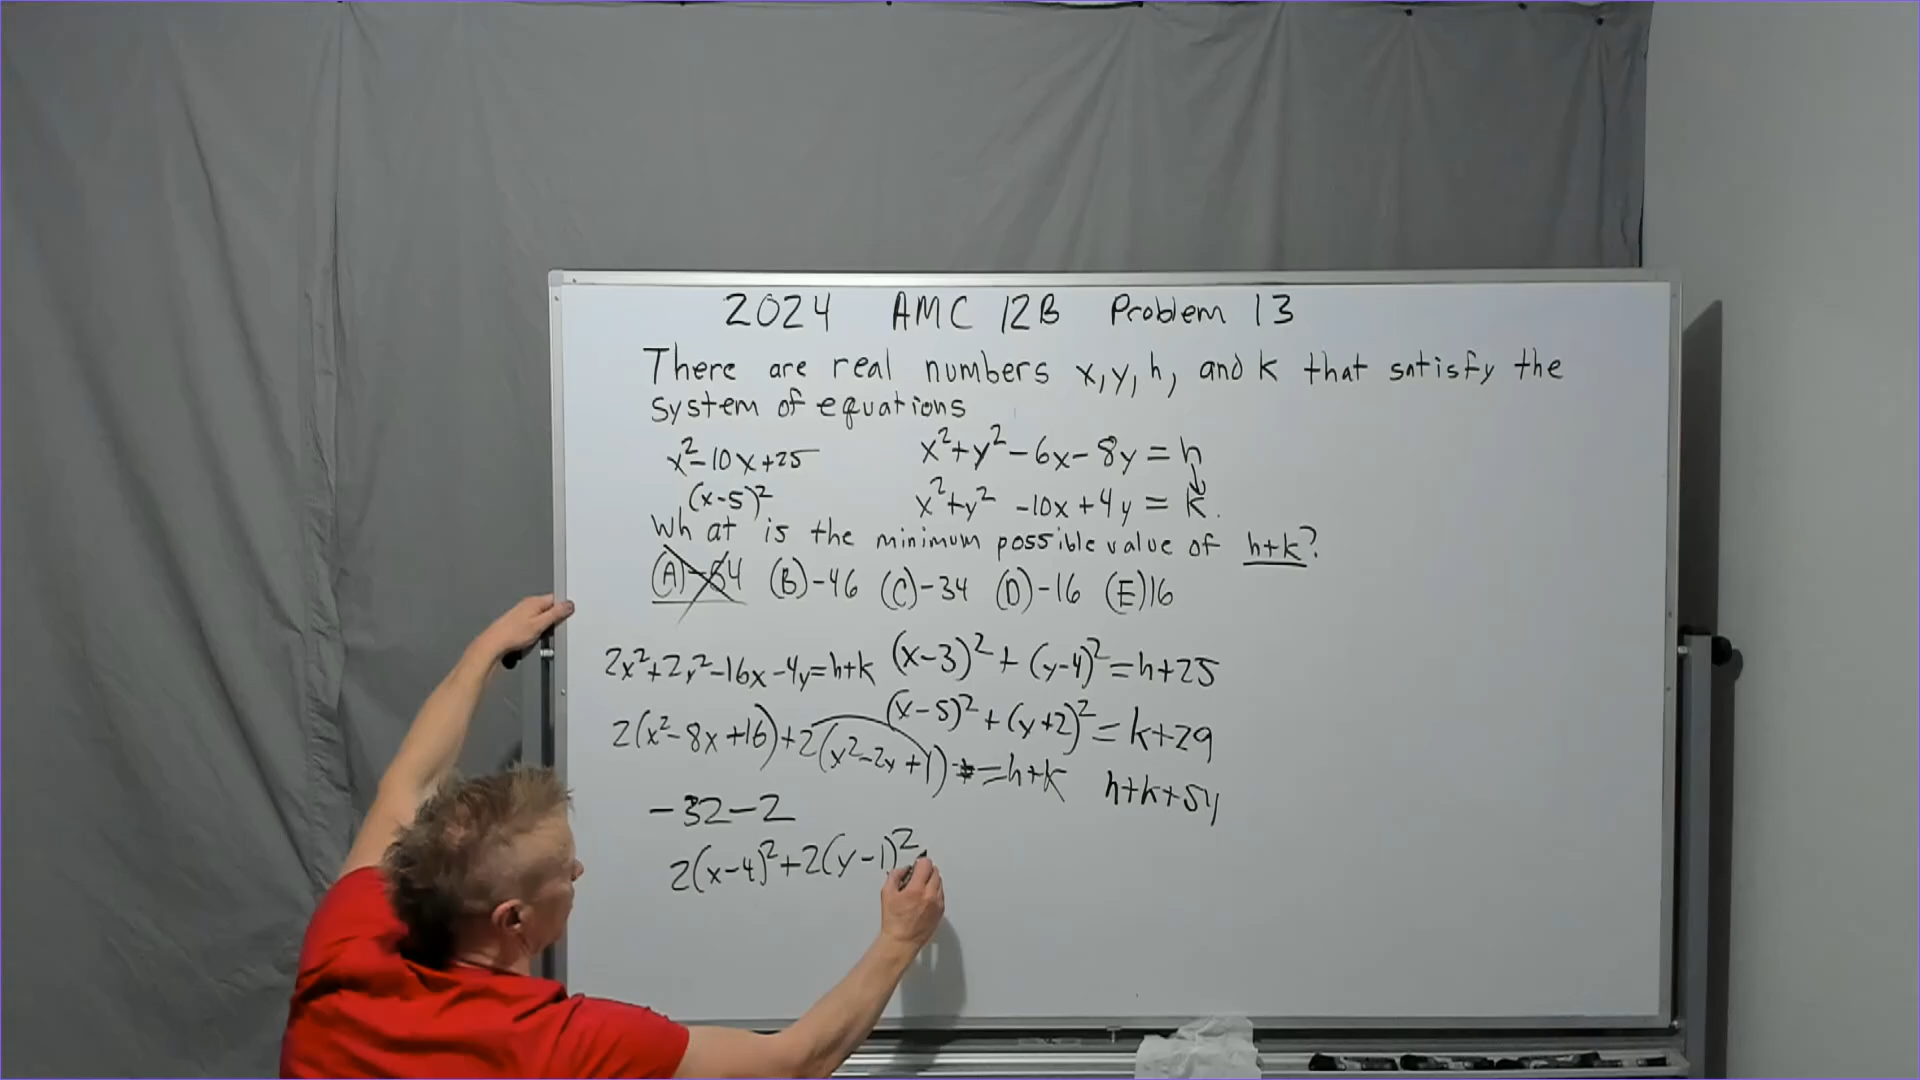 2024 AMC 12B Problem 13
There are real numbers x, y, h, and k that satisfy the
system of equations
x²-10x+25
(x-5)²
x²+y²-6x-8y=h
x²+y²-10x+4y=k.
What is the minimum possible value of h+k?
(A)-54 (B)-46 (C)-34 (D)-16 (E)16
2x²+2y²-16x-4y=h+k
(x-3)²+(y-4)²=h+25
(x-5)²+(y+2)²=k+29
2(x²-8x+16)+2(y²-2y+1)=h+k
h+k+54
-32-2
2(x-4)²+2(y-1)²